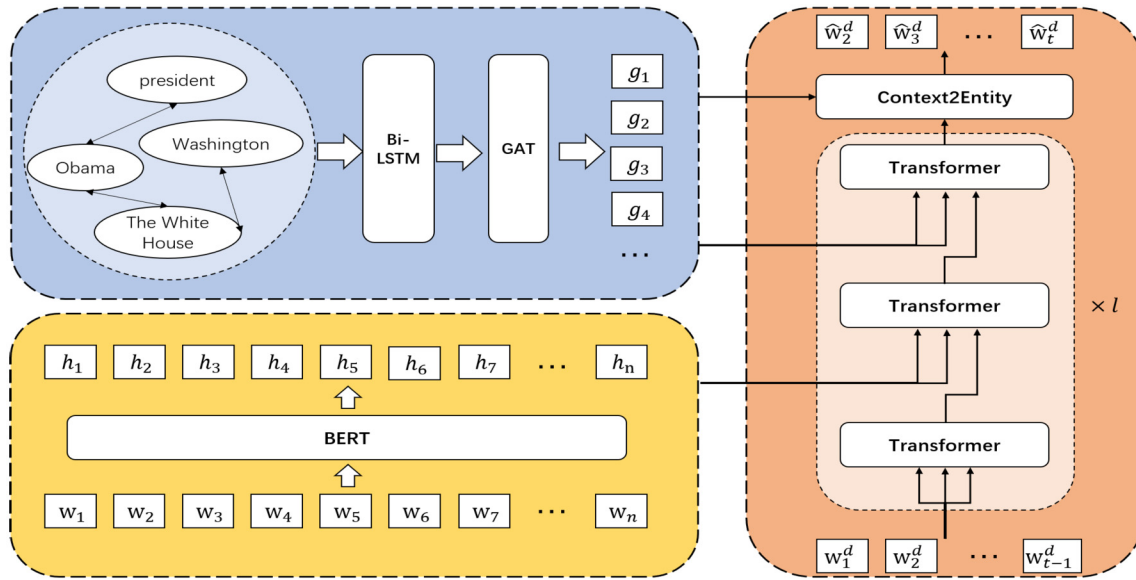 president
Washington
Obama
The White
House
Bi-
LSTM
GAT
g₁
g₂
g₃
g₄
...
h₁ h₂ h₃ h₄ h₅ h₆ h₇ ... hₙ
BERT
w₁ w₂ w₃ w₄ w₅ w₆ w₇ ... wₙ
ŵ₂ᵈ ŵ₃ᵈ ... ŵₜᵈ
Context2Entity
Transformer
Transformer
× l
Transformer
w₁ᵈ w₂ᵈ ... wₜ₋₁ᵈ